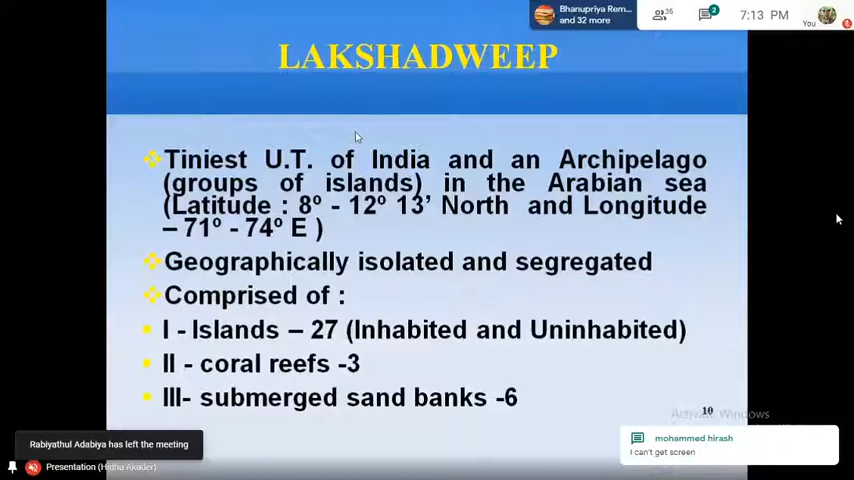 Bhanupriya Rem...
and 32 more
36
2
7:13 PM
You
LAKSHADWEEP
Tiniest U.T. of India and an Archipelago
(groups of islands) in the Arabian sea
(Latitude : 8º - 12º 13’ North and Longitude
– 71º - 74º E )
Geographically isolated and segregated
Comprised of :
I - Islands – 27 (Inhabited and Uninhabited)
II - coral reefs -3
III- submerged sand banks -6
10
Activate Windows
Rabiyathul Adabiya has left the meeting
mohammed hirash
I can't get screen
Presentation (Hidhu Akader)